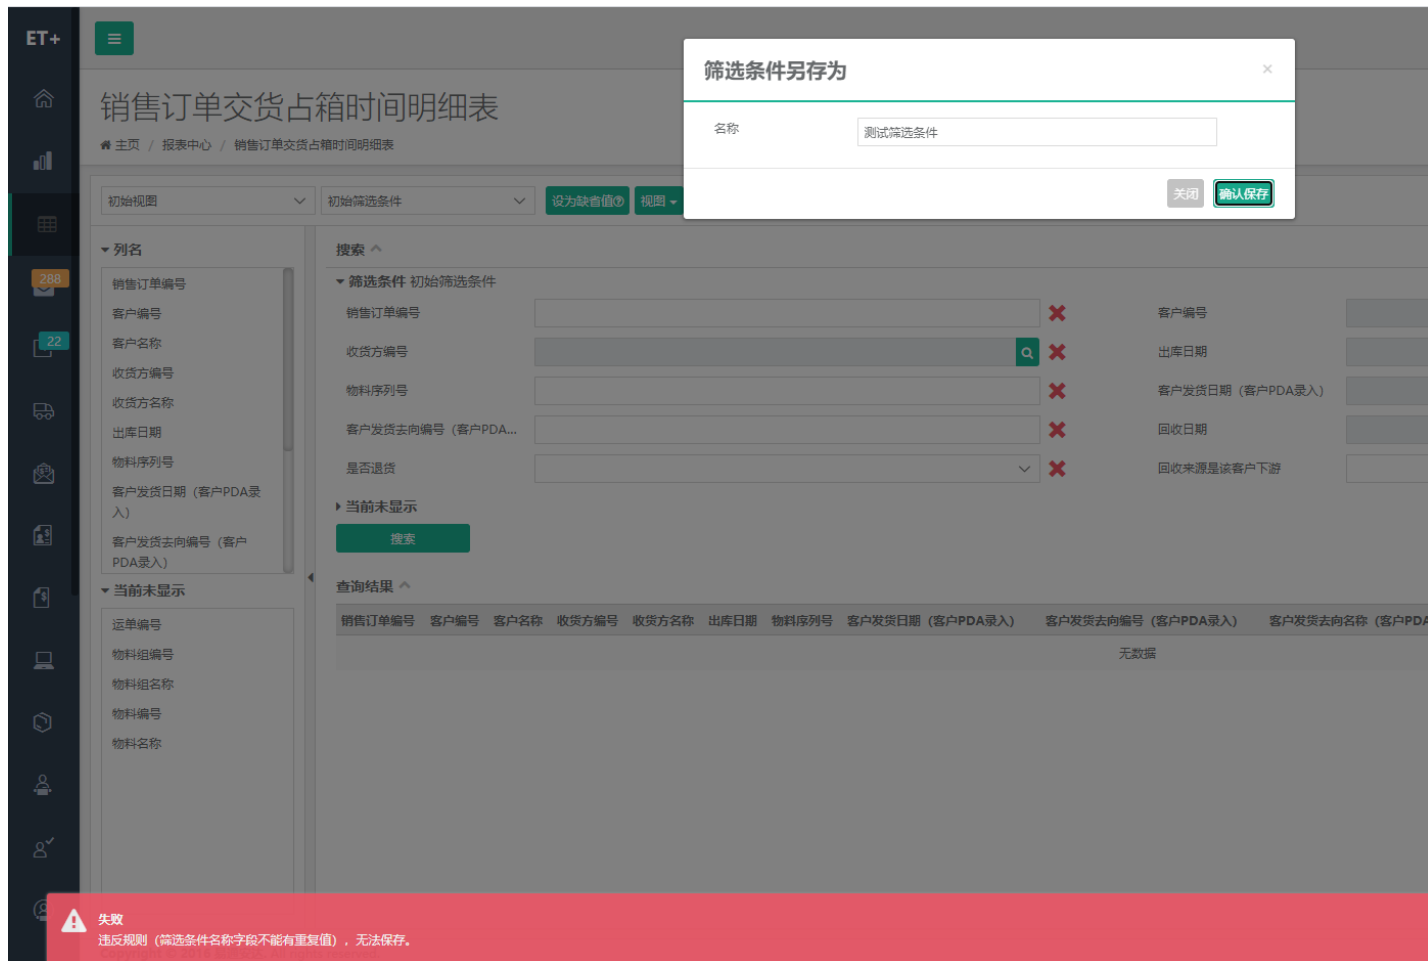 ET+
筛选条件另存为
×
名称
测试筛选条件
关闭
确认保存
销售订单交货占箱时间明细表
主页 / 报表中心 / 销售订单交货占箱时间明细表
初始视图
初始筛选条件
设为缺省值
视图
288
22
列名
销售订单编号
客户编号
客户名称
收货方编号
收货方名称
出库日期
物料序列号
客户发货日期（客户PDA录
入）
客户发货去向编号（客户
PDA录入）
当前未显示
运单编号
物料组编号
物料组名称
物料编号
物料名称
搜索
筛选条件 初始筛选条件
销售订单编号
客户编号
收货方编号
出库日期
物料序列号
客户发货日期（客户PDA录入）
客户发货去向编号（客户PDA...
回收日期
是否退货
回收来源是该客户下游
当前未显示
搜索
查询结果
销售订单编号 客户编号 客户名称 收货方编号 收货方名称 出库日期 物料序列号 客户发货日期（客户PDA录入） 客户发货去向编号（客户PDA录入） 客户发货去向名称（客户PDA
无数据
失败
违反规则（筛选条件名称字段不能有重复值），无法保存。